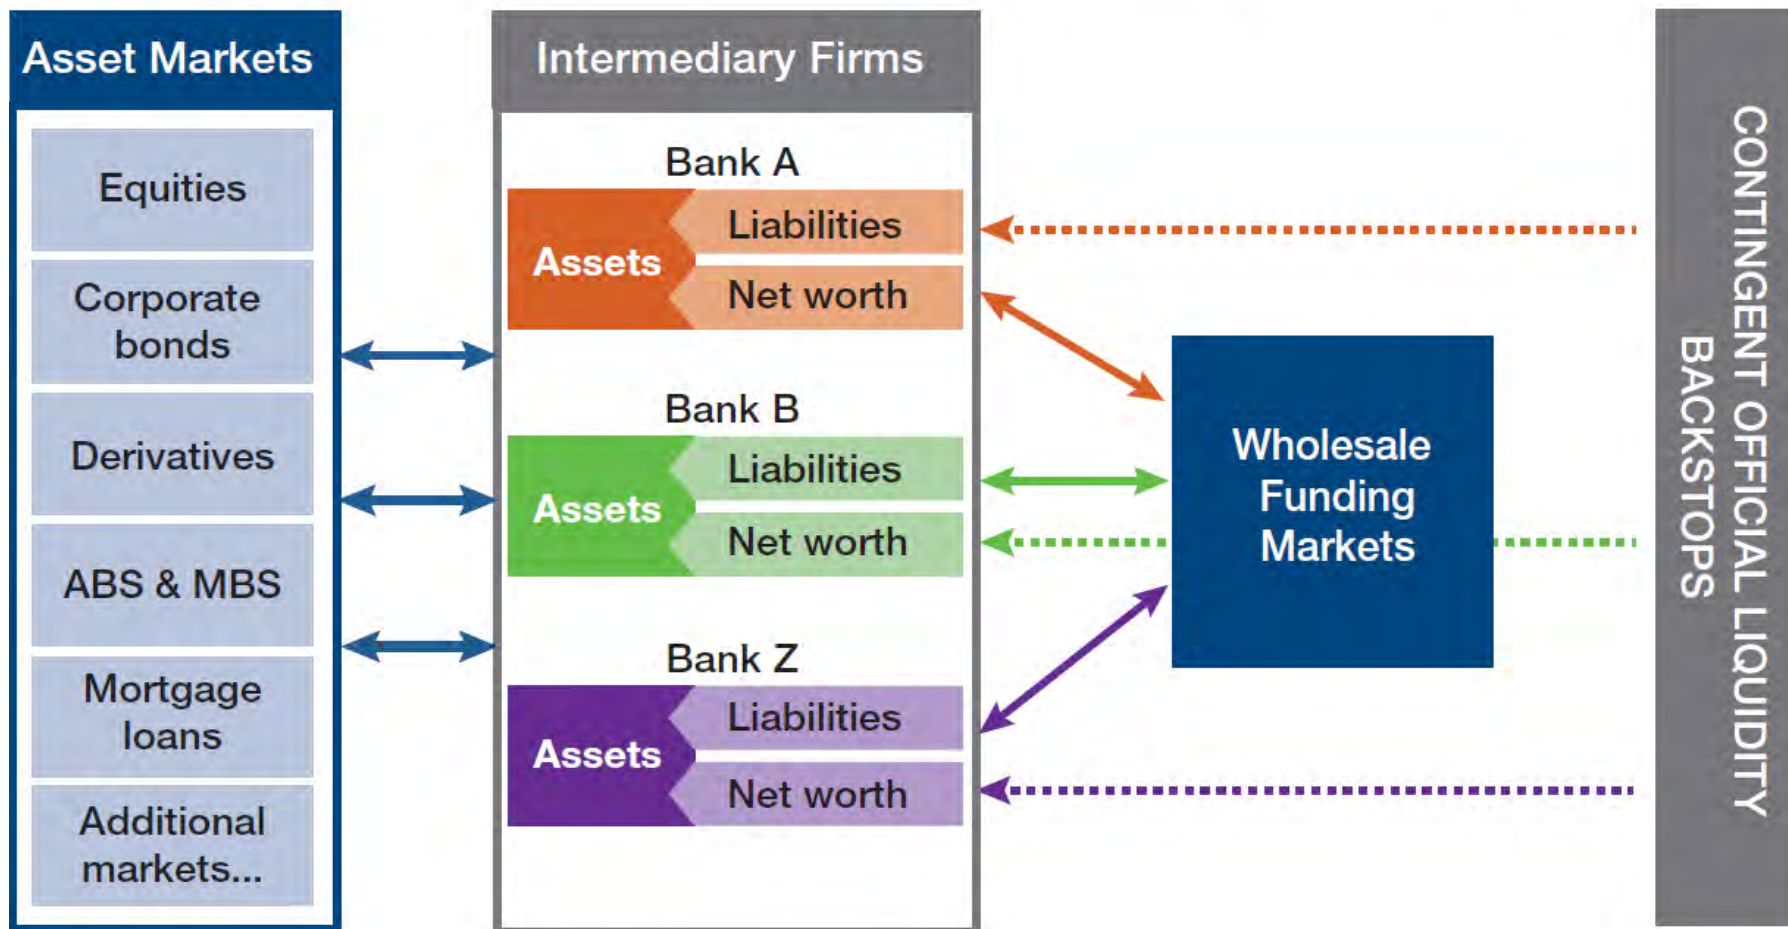 Asset Markets
Equities
Corporate
bonds
Derivatives
ABS & MBS
Mortgage
loans
Additional
markets...
Intermediary Firms
Bank A
Assets
Liabilities
Net worth
Bank B
Assets
Liabilities
Net worth
Bank Z
Assets
Liabilities
Net worth
Wholesale
Funding
Markets
CONTINGENT OFFICIAL LIQUIDITY
BACKSTOPS